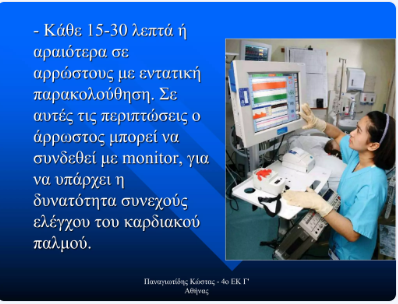 - Κάθε 15-30 λεπτά ή
αραιότερα σε
αρρώστους με εντατική
παρακολούθηση. Σε
αυτές τις περιπτώσεις ο
άρρωστος μπορεί να
συνδεθεί με monitor, για
να υπάρχει η
δυνατότητα συνεχούς
ελέγχου του καρδιακού
παλμού.
Παναγιωτίδης Κώστας - 4ο ΕΚ Γ'
Αθήνας